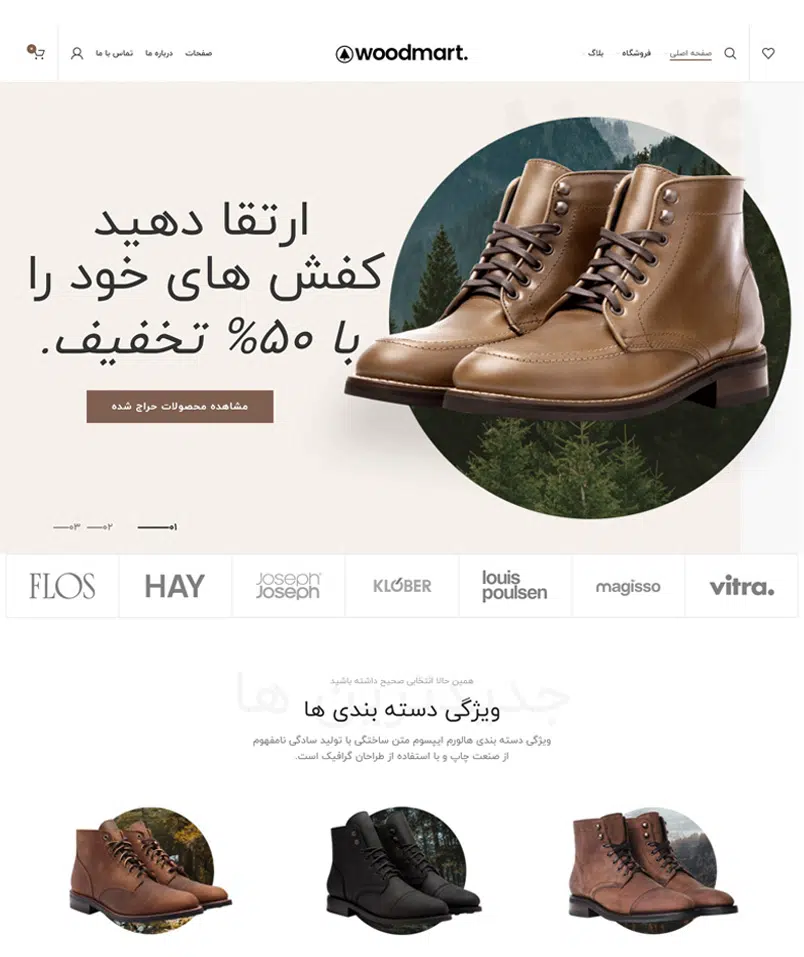 صفحه اصلی
فروشگاه
بلاگ
woodmart.
صفحات
درباره ما
تماس با ما
ارتقا دهید
کفش های خود را
با ۵۰% تخفیف.
مشاهده محصولات حراج شده
۰۱
۰۲
۰۳
FLOS
HAY
Joseph®
Joseph
KLÖBER
louis
poulsen
magisso
vitra.
همین حالا انتخابی صحیح داشته باشید.
جدیدترین ها
ویژگی دسته بندی ها
ویژگی دسته بندی هالورم ایپسوم متن ساختگی با تولید سادگی نامفهوم
از صنعت چاپ و با استفاده از طراحان گرافیک است.